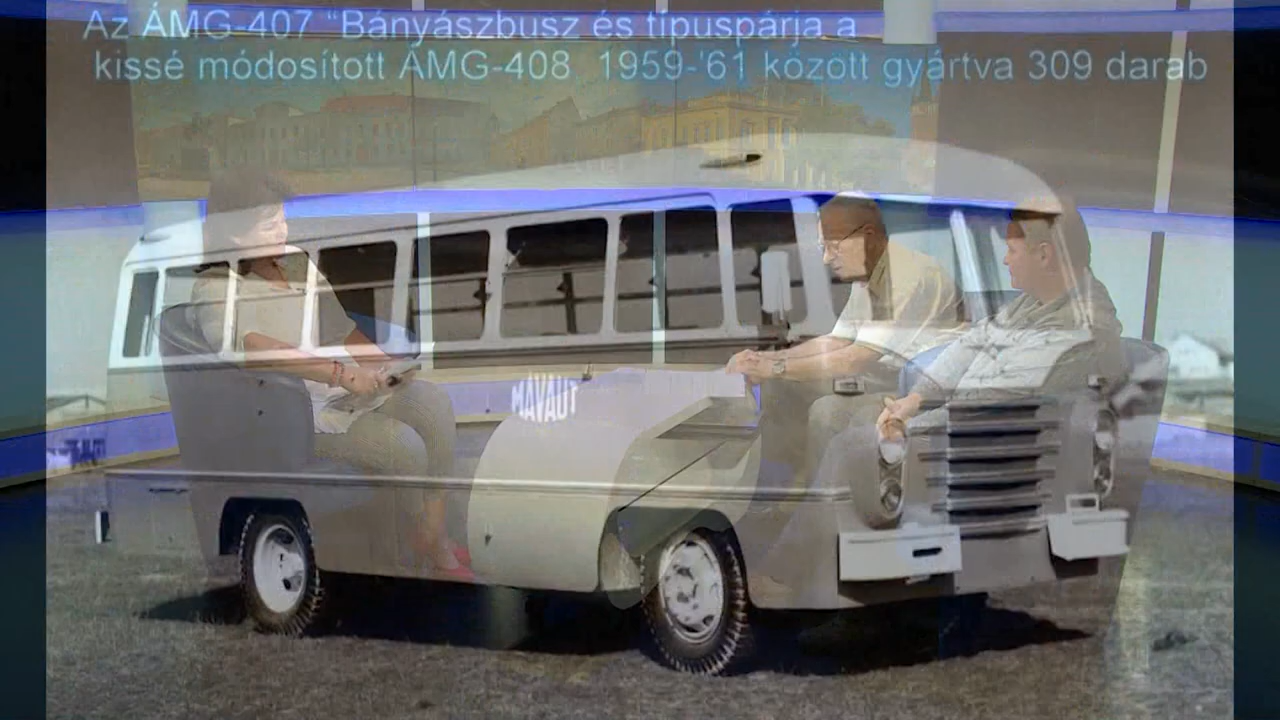 Az ÁMG-407 “Bányászbusz és típuspárja a
kissé módosított ÁMG-408. 1959-'61 között gyártva 309 darab
MÁVAUT